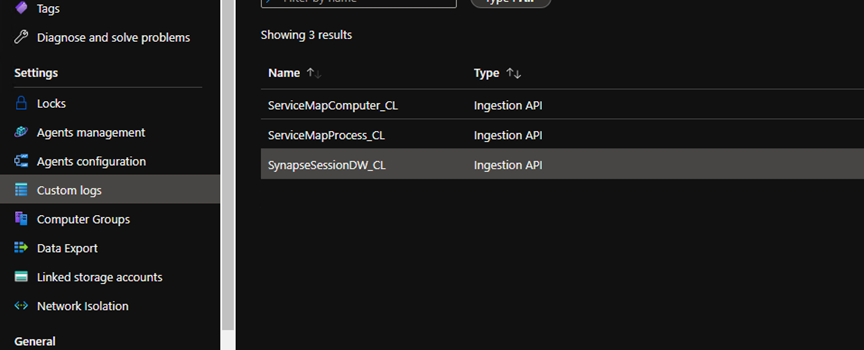 Tags
Diagnose and solve problems
Settings
Locks
Agents management
Agents configuration
Custom logs
Computer Groups
Data Export
Linked storage accounts
Network Isolation
General
Showing 3 results
Name Type
ServiceMapComputer_CL Ingestion API
ServiceMapProcess_CL Ingestion API
SynapseSessionDW_CL Ingestion API